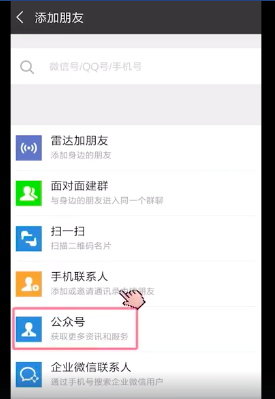 添加朋友
微信号/QQ号/手机号
雷达加朋友
添加身边的朋友
面对面建群
与身边的朋友进入同一个群聊
扫一扫
扫描二维码名片
手机联系人
添加或邀请通讯录中的朋友
公众号
获取更多资讯和服务
企业微信联系人
通过手机号搜索企业微信用户